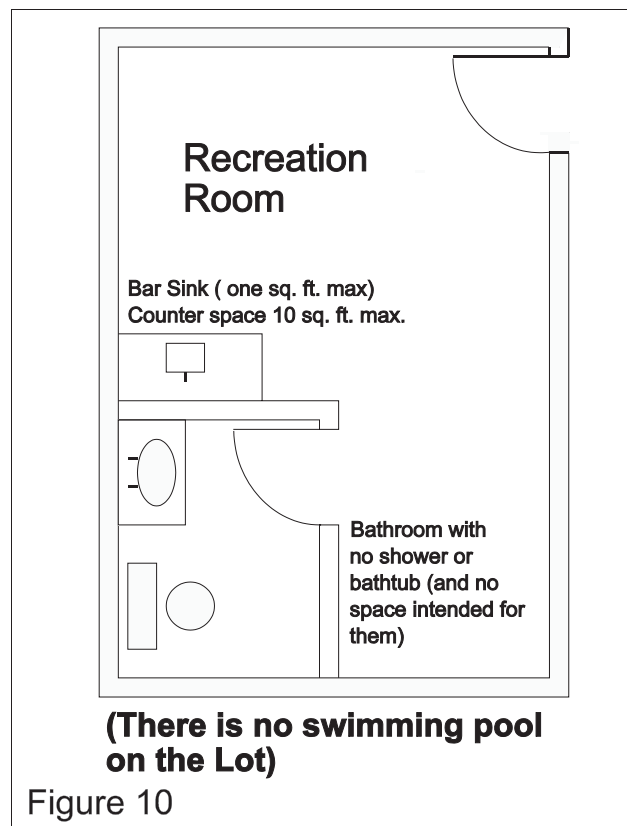 Recreation
Room
Bar Sink ( one sq. ft. max)
Counter space 10 sq. ft. max.
Bathroom with
no shower or
bathtub (and no
space intended for
them)
(There is no swimming pool
on the Lot)
Figure 10